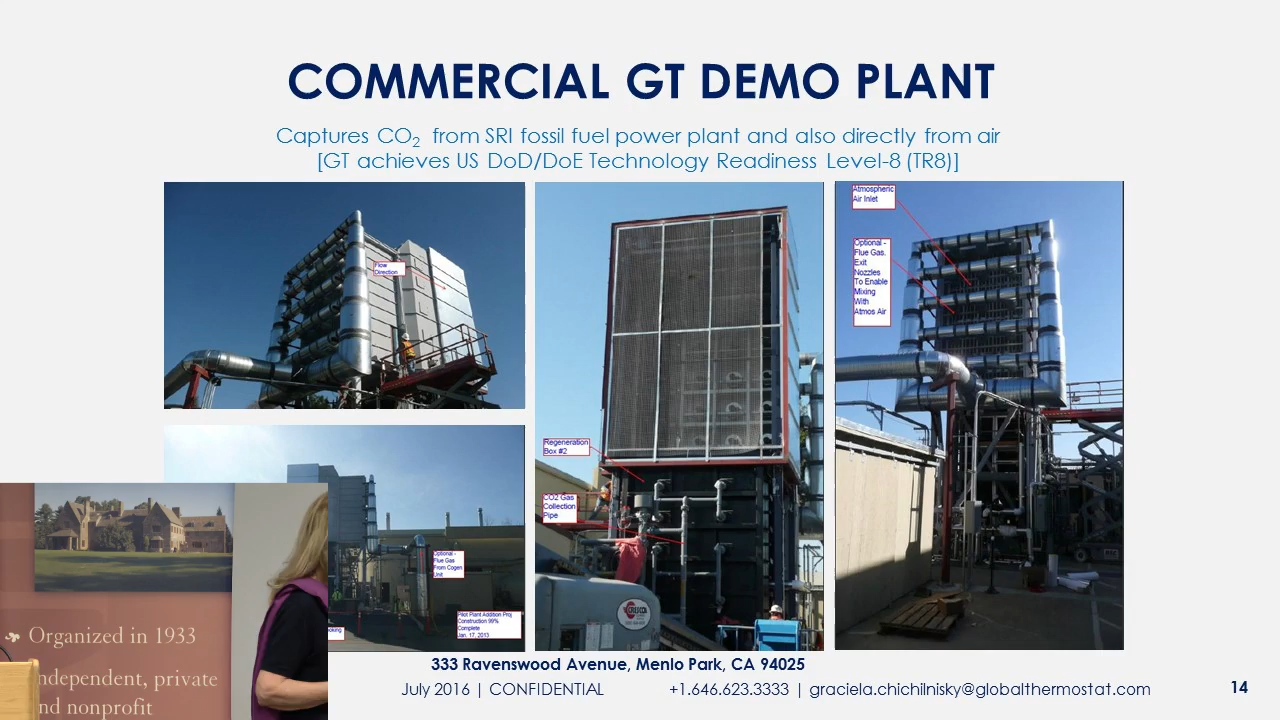 COMMERCIAL GT DEMO PLANT
Captures CO₂ from SRI fossil fuel power plant and also directly from air
[GT achieves US DoD/DoE Technology Readiness Level-8 (TR8)]
Flow
Direction
Regeneration
Box #2
CO2 Gas
Collection
Pipe
Atmospheric
Air Inlet
Optional -
Flue Gas.
Exit
Nozzles
To Enable
Mixing
With
Atmos Air
Optional -
Flue Gas
From Cogen
Unit
Pilot Plant Addition Proj
Construction 99%
Complete
Jan. 17, 2013
Organized in 1933
ndependent, private
nd nonprofit
333 Ravenswood Avenue, Menlo Park, CA 94025
July 2016 | CONFIDENTIAL
+1.646.623.3333 | graciela.chichilnisky@globalthermostat.com
14